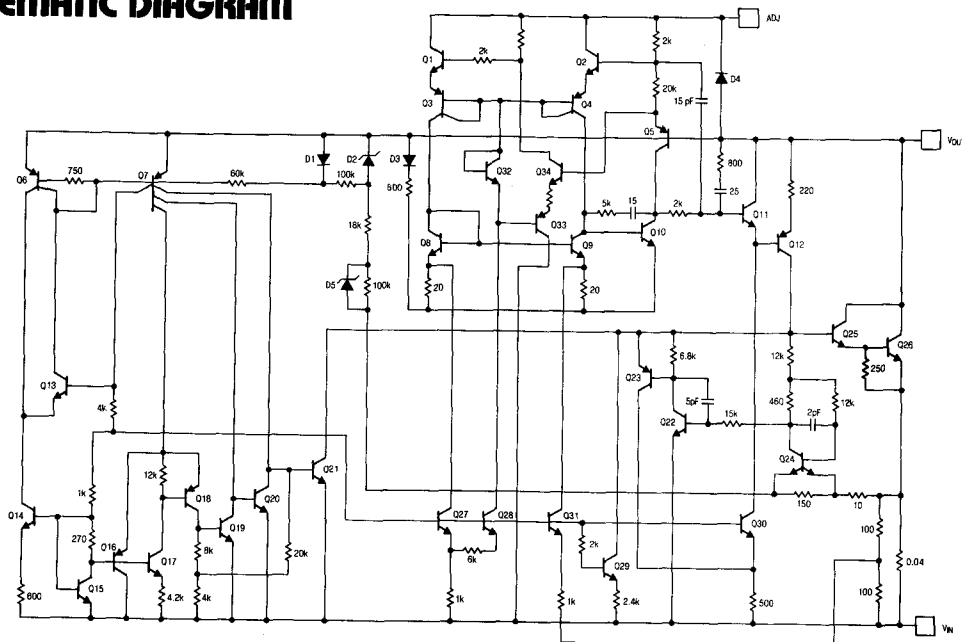 EMATIC DIAGRAM
ADJ
Q1
2k
Q2
2k
D4
Q3
Q4
20k
15 pF
Q5
VOUT
Q6
750
Q7
D1
D2
D3
60k
100k
600
Q32
Q34
800
25
220
18k
5k
15
2k
Q11
Q33
Q12
Q8
Q9
Q10
D5
100k
20
20
Q25
Q26
Q13
4k
Q23
6.8k
12k
250
5pF
460
12k
Q22
15k
2pF
Q21
Q24
12k
1k
Q18
Q20
150
10
Q14
Q27
Q28
Q31
Q30
100
270
Q16
Q17
Q19
8k
20k
6k
2k
Q29
0.04
Q15
600
4.2k
4k
1k
1k
2.4k
500
100
VIN